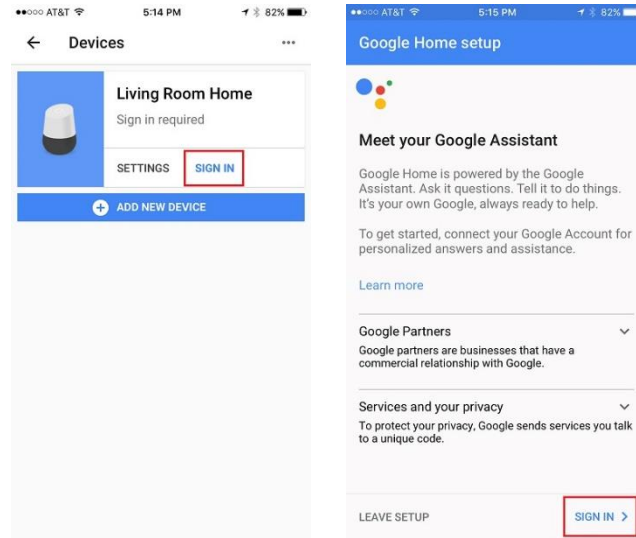 AT&T 5:14 PM 82%
Devices
Living Room Home
Sign in required
SETTINGS SIGN IN
ADD NEW DEVICE
AT&T 5:15 PM 82%
Google Home setup
Meet your Google Assistant
Google Home is powered by the Google
Assistant. Ask it questions. Tell it to do things.
It's your own Google, always ready to help.
To get started, connect your Google Account for
personalized answers and assistance.
Learn more
Google Partners
Google partners are businesses that have a
commercial relationship with Google.
Services and your privacy
To protect your privacy, Google sends services you talk
to a unique code.
LEAVE SETUP SIGN IN